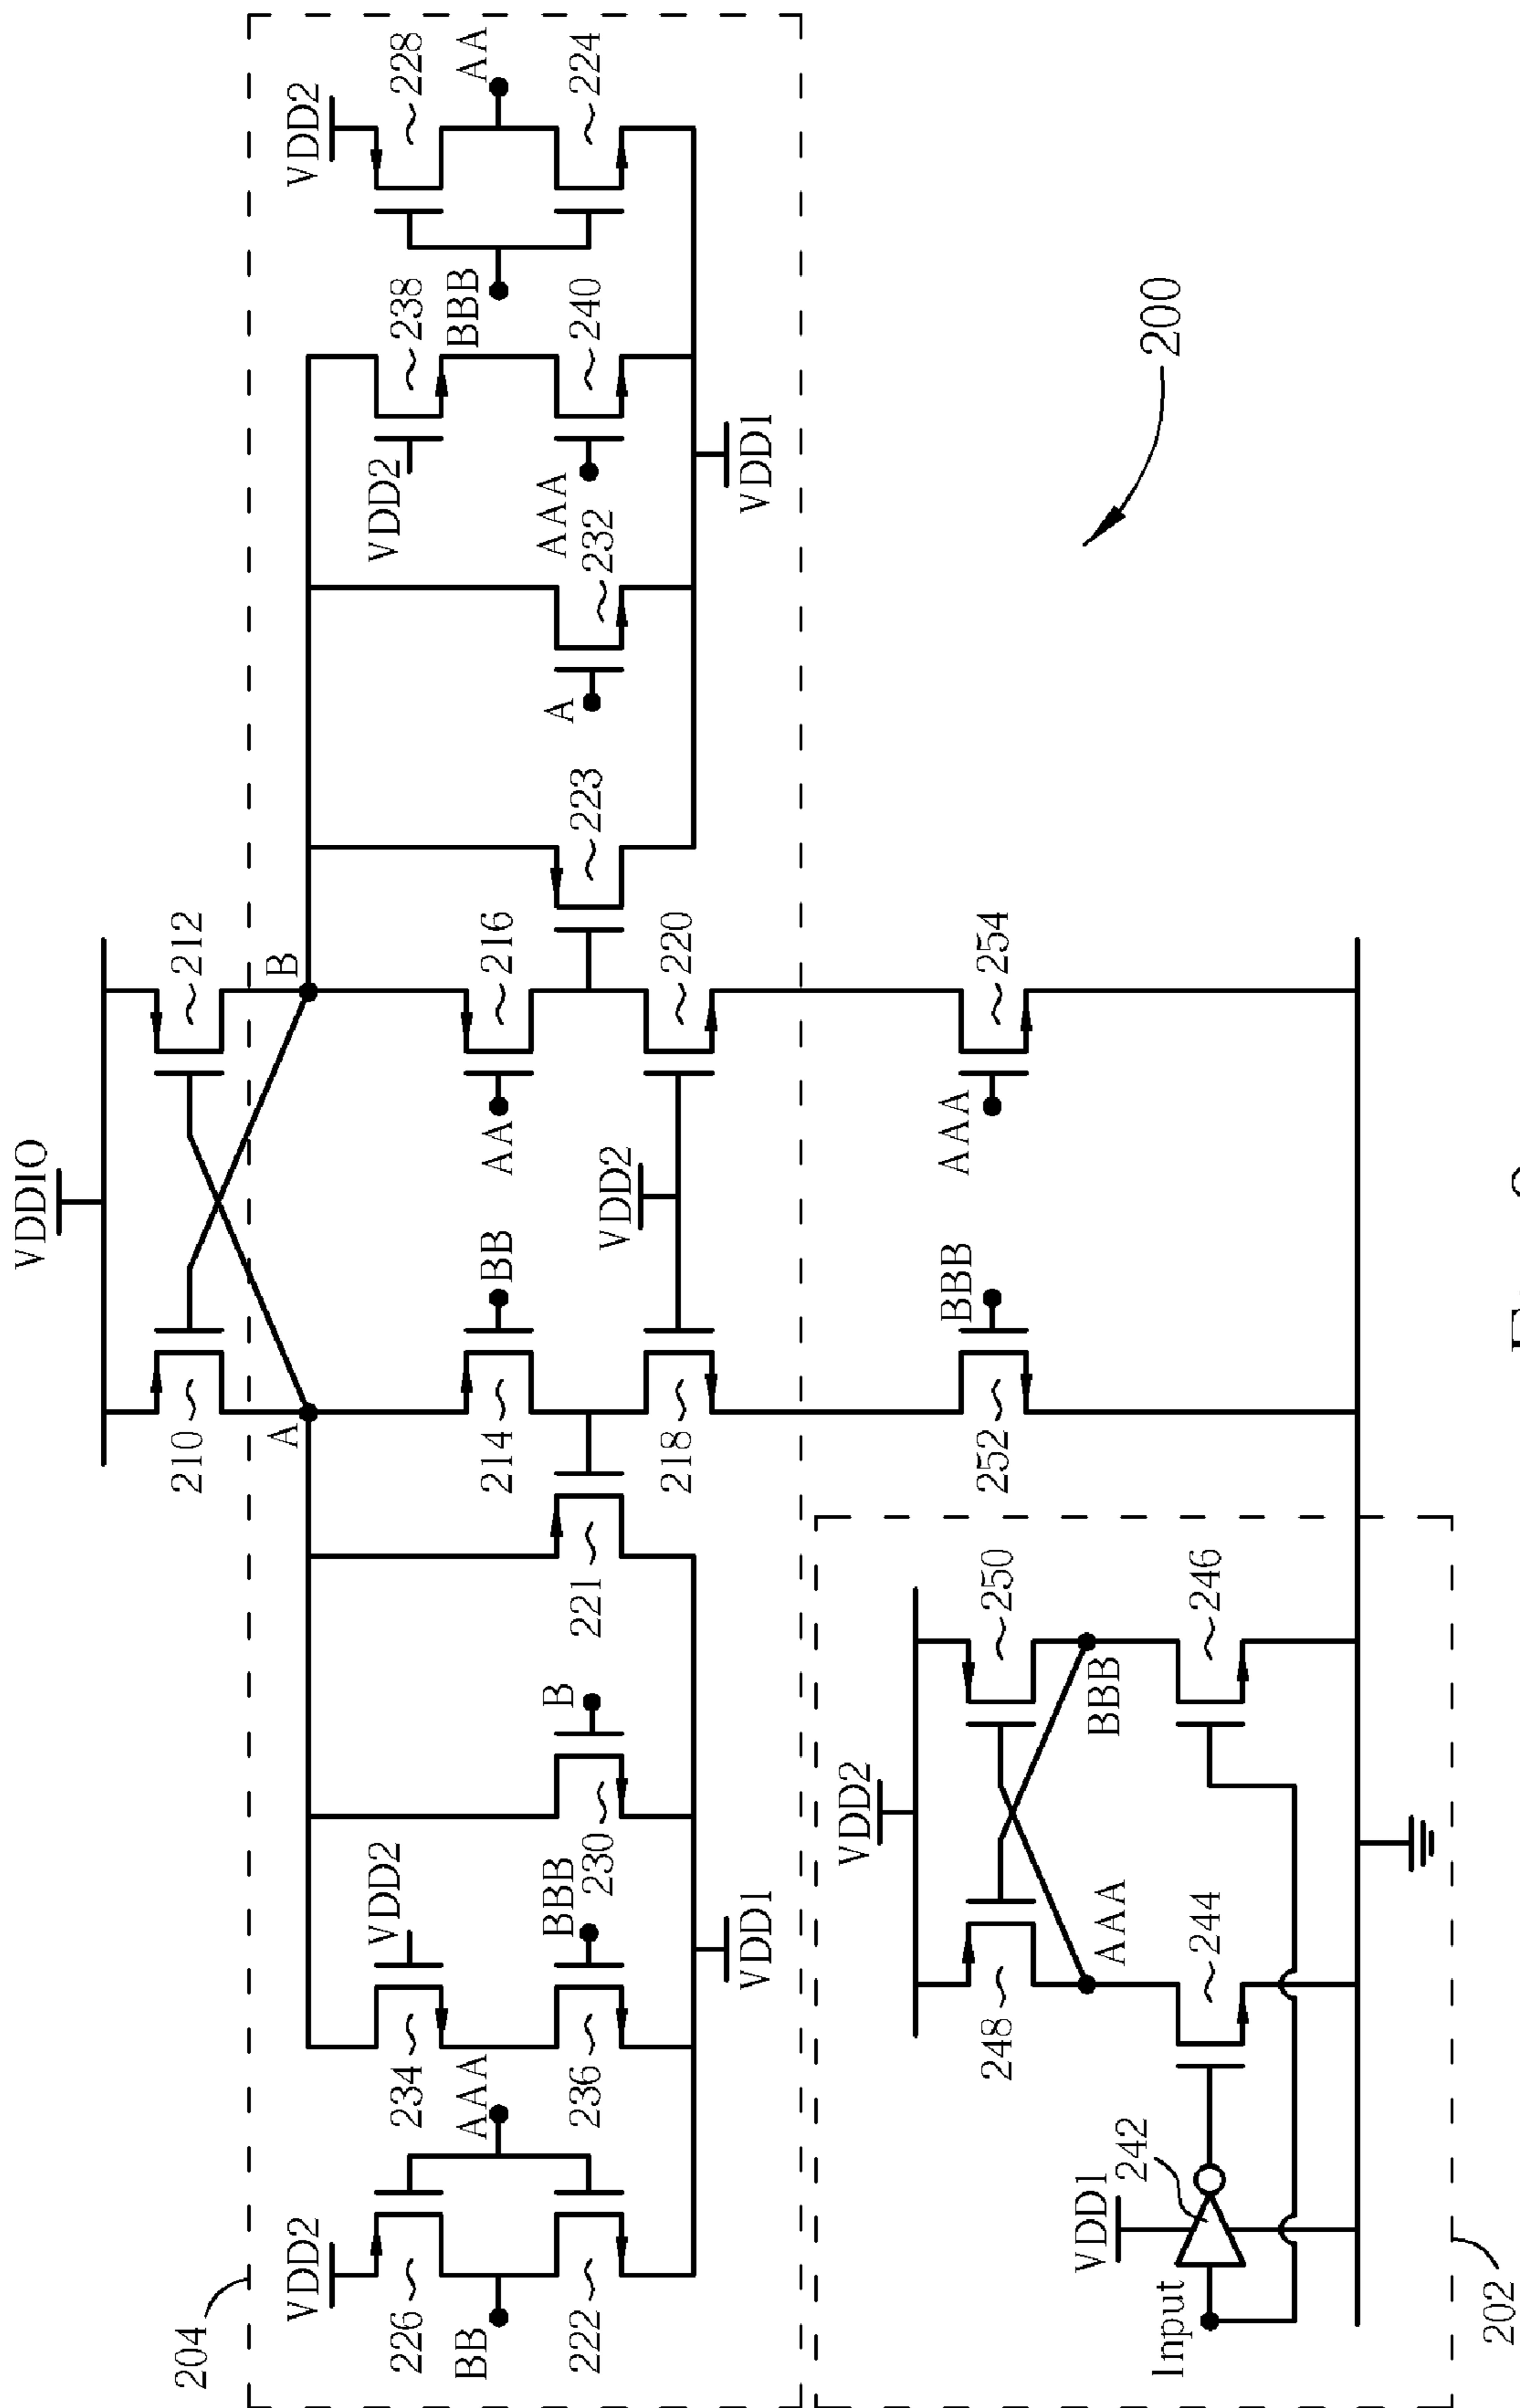 VDDIO
204
210
212
A
B
VDD2
VDD2
VDD2
VDD2
226
234
238
228
BB
AAA
BBB
AA
214
BB
AA
216
BBB
B
A
AAA
222
236
230
221
223
232
240
224
VDD2
218
220
VDD1
VDD1
VDD2
BBB
AAA
248
250
252
254
VDD1
AAA
BBB
242
Input
200
244
246
202